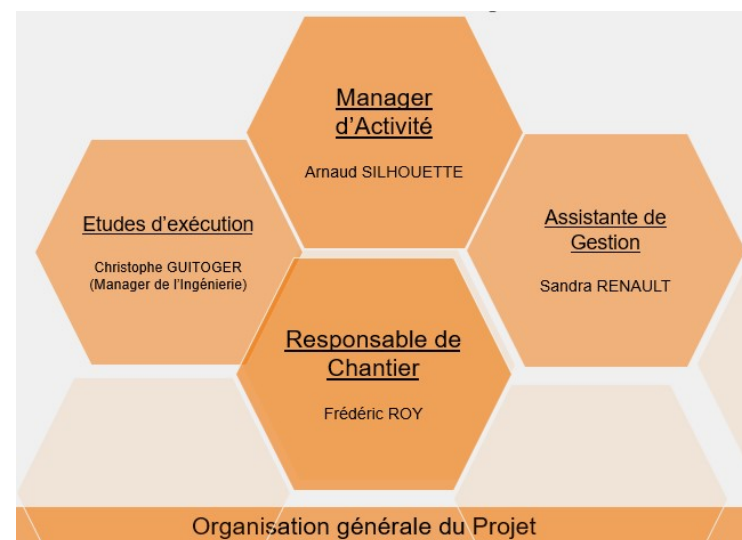 Manager
d'Activité
Arnaud SILHOUETTE
Etudes d'exécution
Christophe GUITOGER
(Manager de l'Ingénierie)
Assistante de
Gestion
Sandra RENAULT
Responsable de
Chantier
Frédéric ROY
Organisation générale du Projet